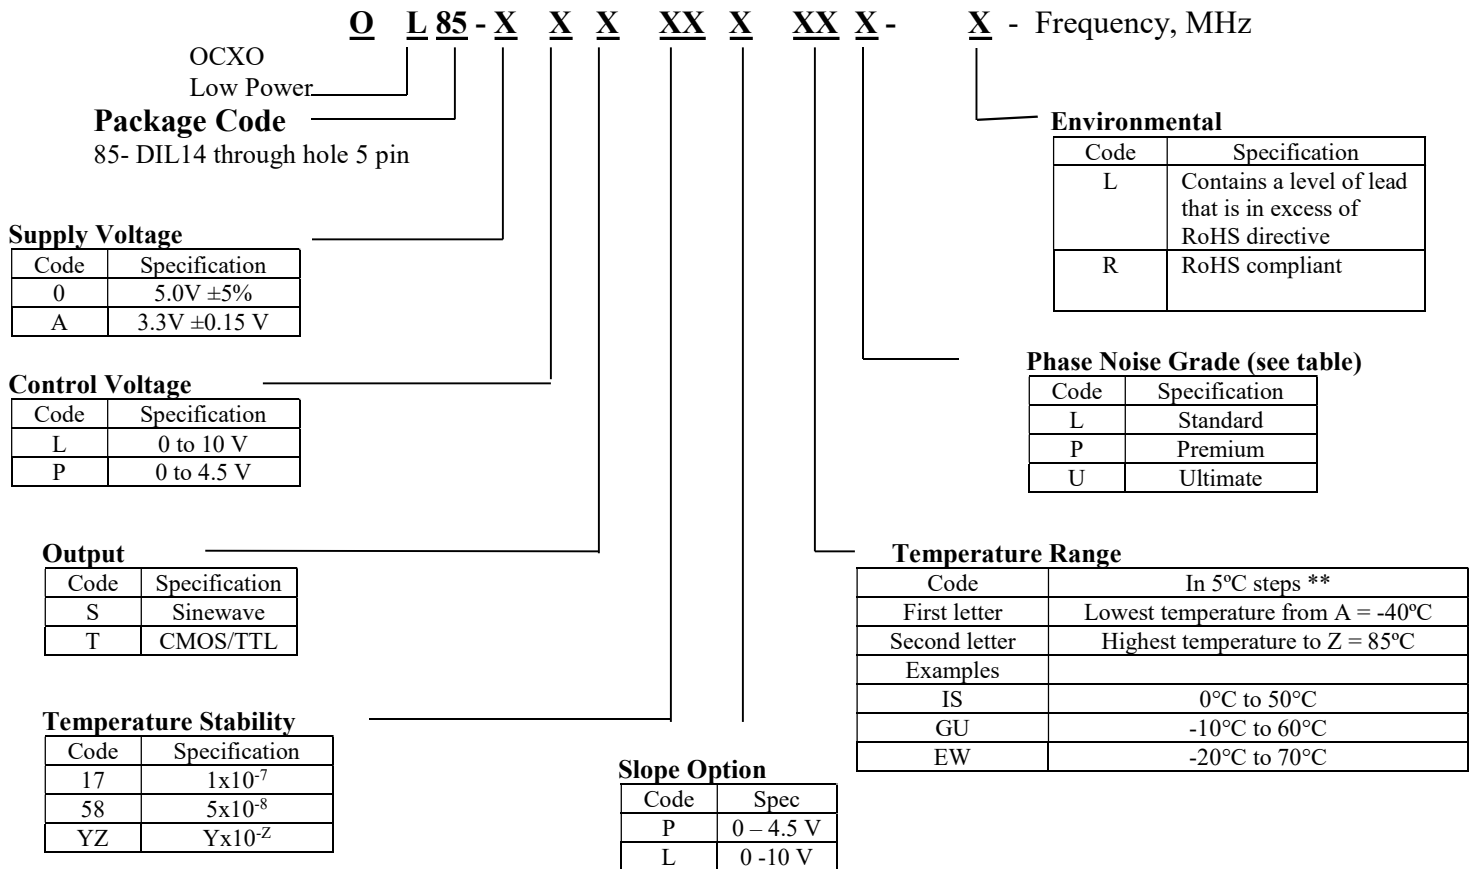 O L 85 - X X X XX X XX X - X - Frequency, MHz
OCXO
Low Power
Package Code
85- DIL14 through hole 5 pin
Environmental
Code Specification
L Contains a level of lead
that is in excess of
RoHS directive
R RoHS compliant
Supply Voltage
Code Specification
0 5.0V ±5%
A 3.3V ±0.15 V
Phase Noise Grade (see table)
Code Specification
L Standard
P Premium
U Ultimate
Control Voltage
Code Specification
L 0 to 10 V
P 0 to 4.5 V
Output
Code Specification
S Sinewave
T CMOS/TTL
Temperature Range
Code In 5ºC steps **
First letter Lowest temperature from A = -40ºC
Second letter Highest temperature to Z = 85ºC
Examples
IS 0°C to 50°C
GU -10°C to 60°C
EW -20°C to 70°C
Temperature Stability
Code Specification
17 1x10-7
58 5x10-8
YZ Yx10-Z
Slope Option
Code Spec
P 0 – 4.5 V
L 0 -10 V